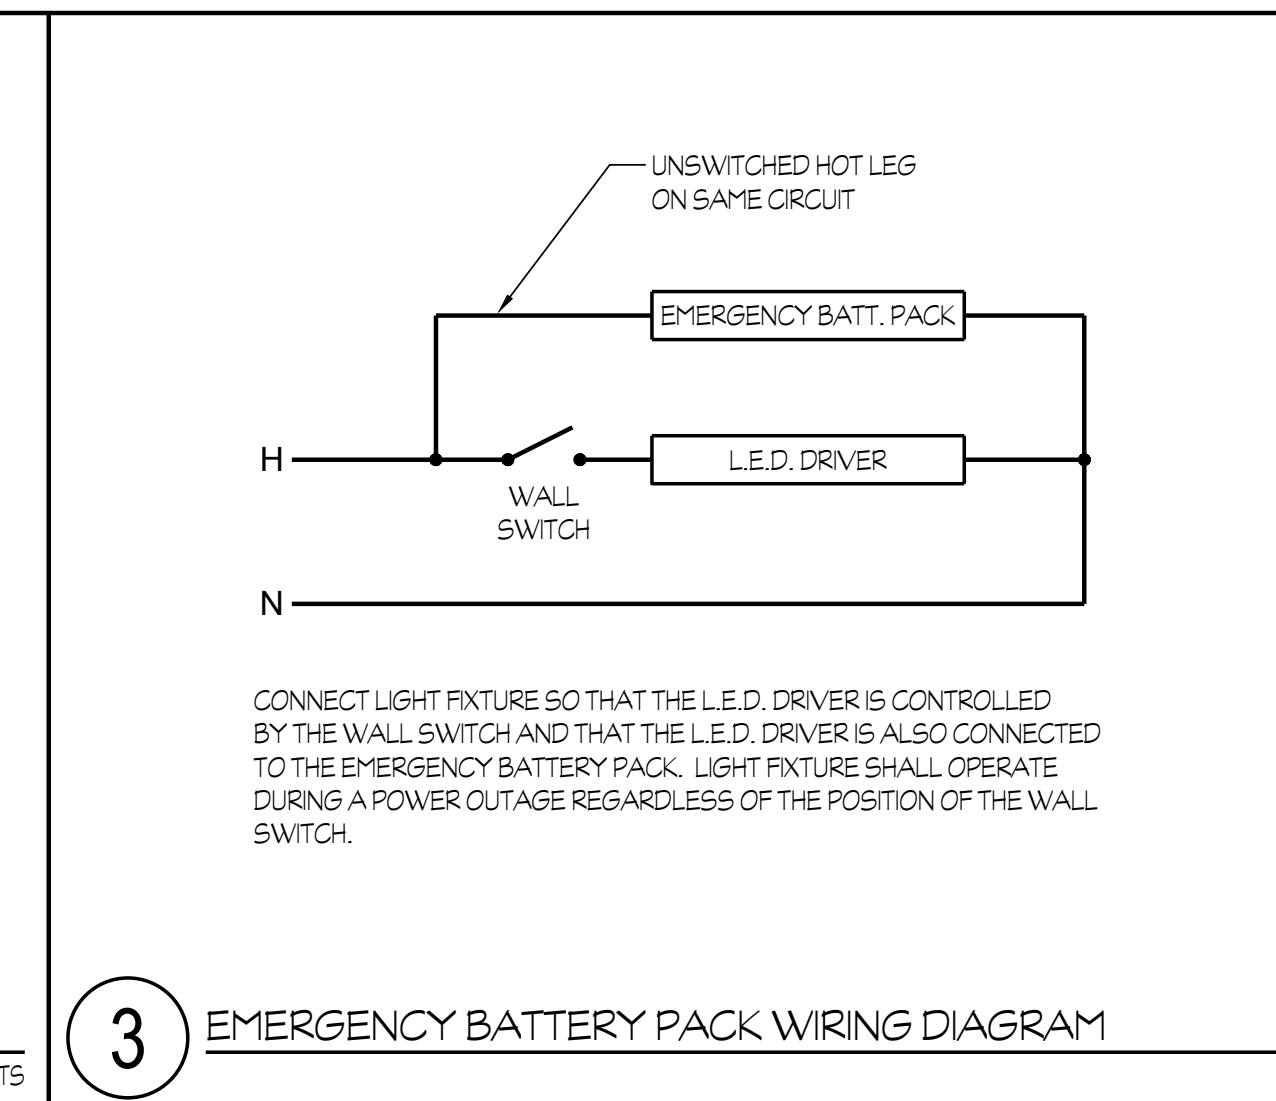 UNSWITCHED HOT LEG
ON SAME CIRCUIT
EMERGENCY BATT. PACK
H
L.E.D. DRIVER
WALL
SWITCH
N
CONNECT LIGHT FIXTURE SO THAT THE L.E.D. DRIVER IS CONTROLLED
BY THE WALL SWITCH AND THAT THE L.E.D. DRIVER IS ALSO CONNECTED
TO THE EMERGENCY BATTERY PACK. LIGHT FIXTURE SHALL OPERATE
DURING A POWER OUTAGE REGARDLESS OF THE POSITION OF THE WALL
SWITCH.
3 EMERGENCY BATTERY PACK WIRING DIAGRAM
TS